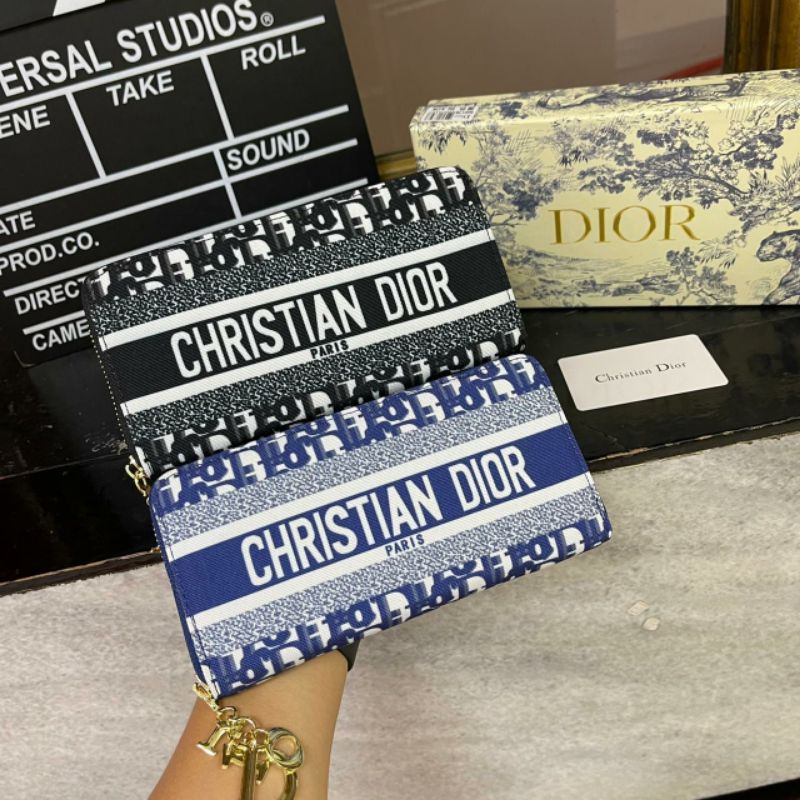 ERSAL STUDIOS®
ENE TAKE ROLL
SOUND
ATE
PROD.CO.
DIRECT
CAME
DIOR
CHRISTIAN DIOR
PARIS
Christian Dior
CHRISTIAN DIOR
PARIS